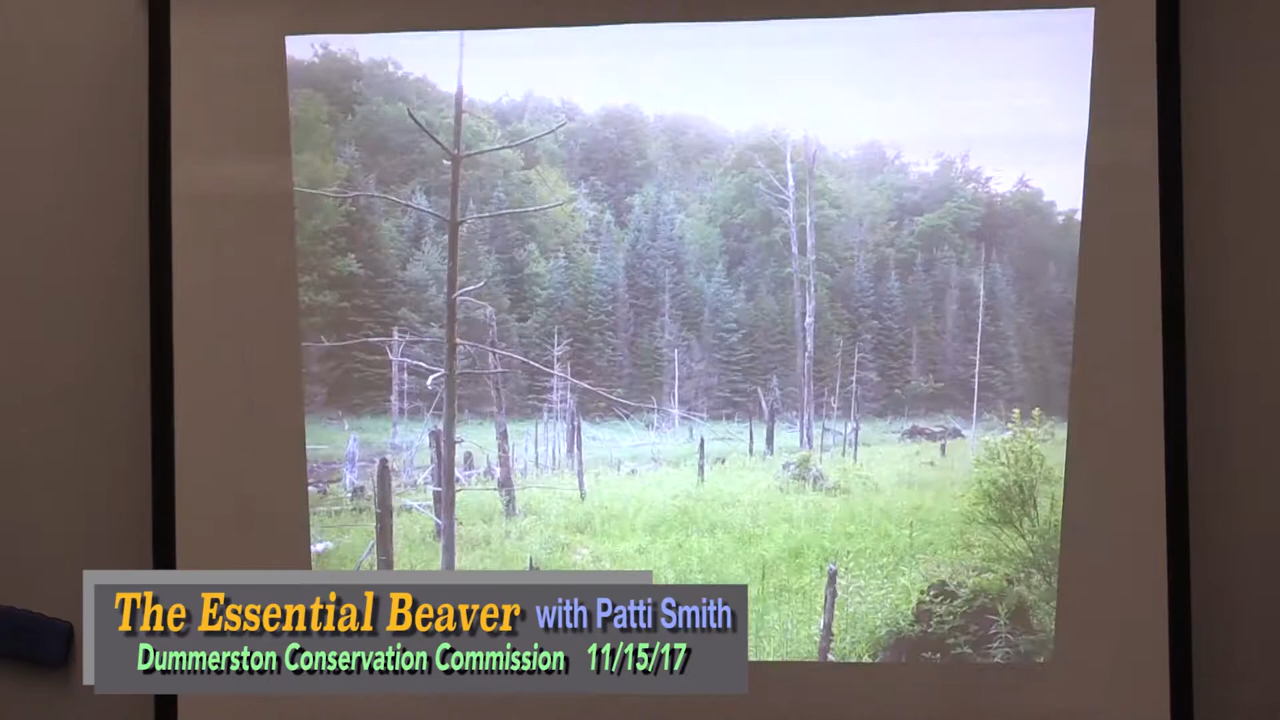 The Essential Beaver with Patti Smith
Dummerston Conservation Commission 11/15/17